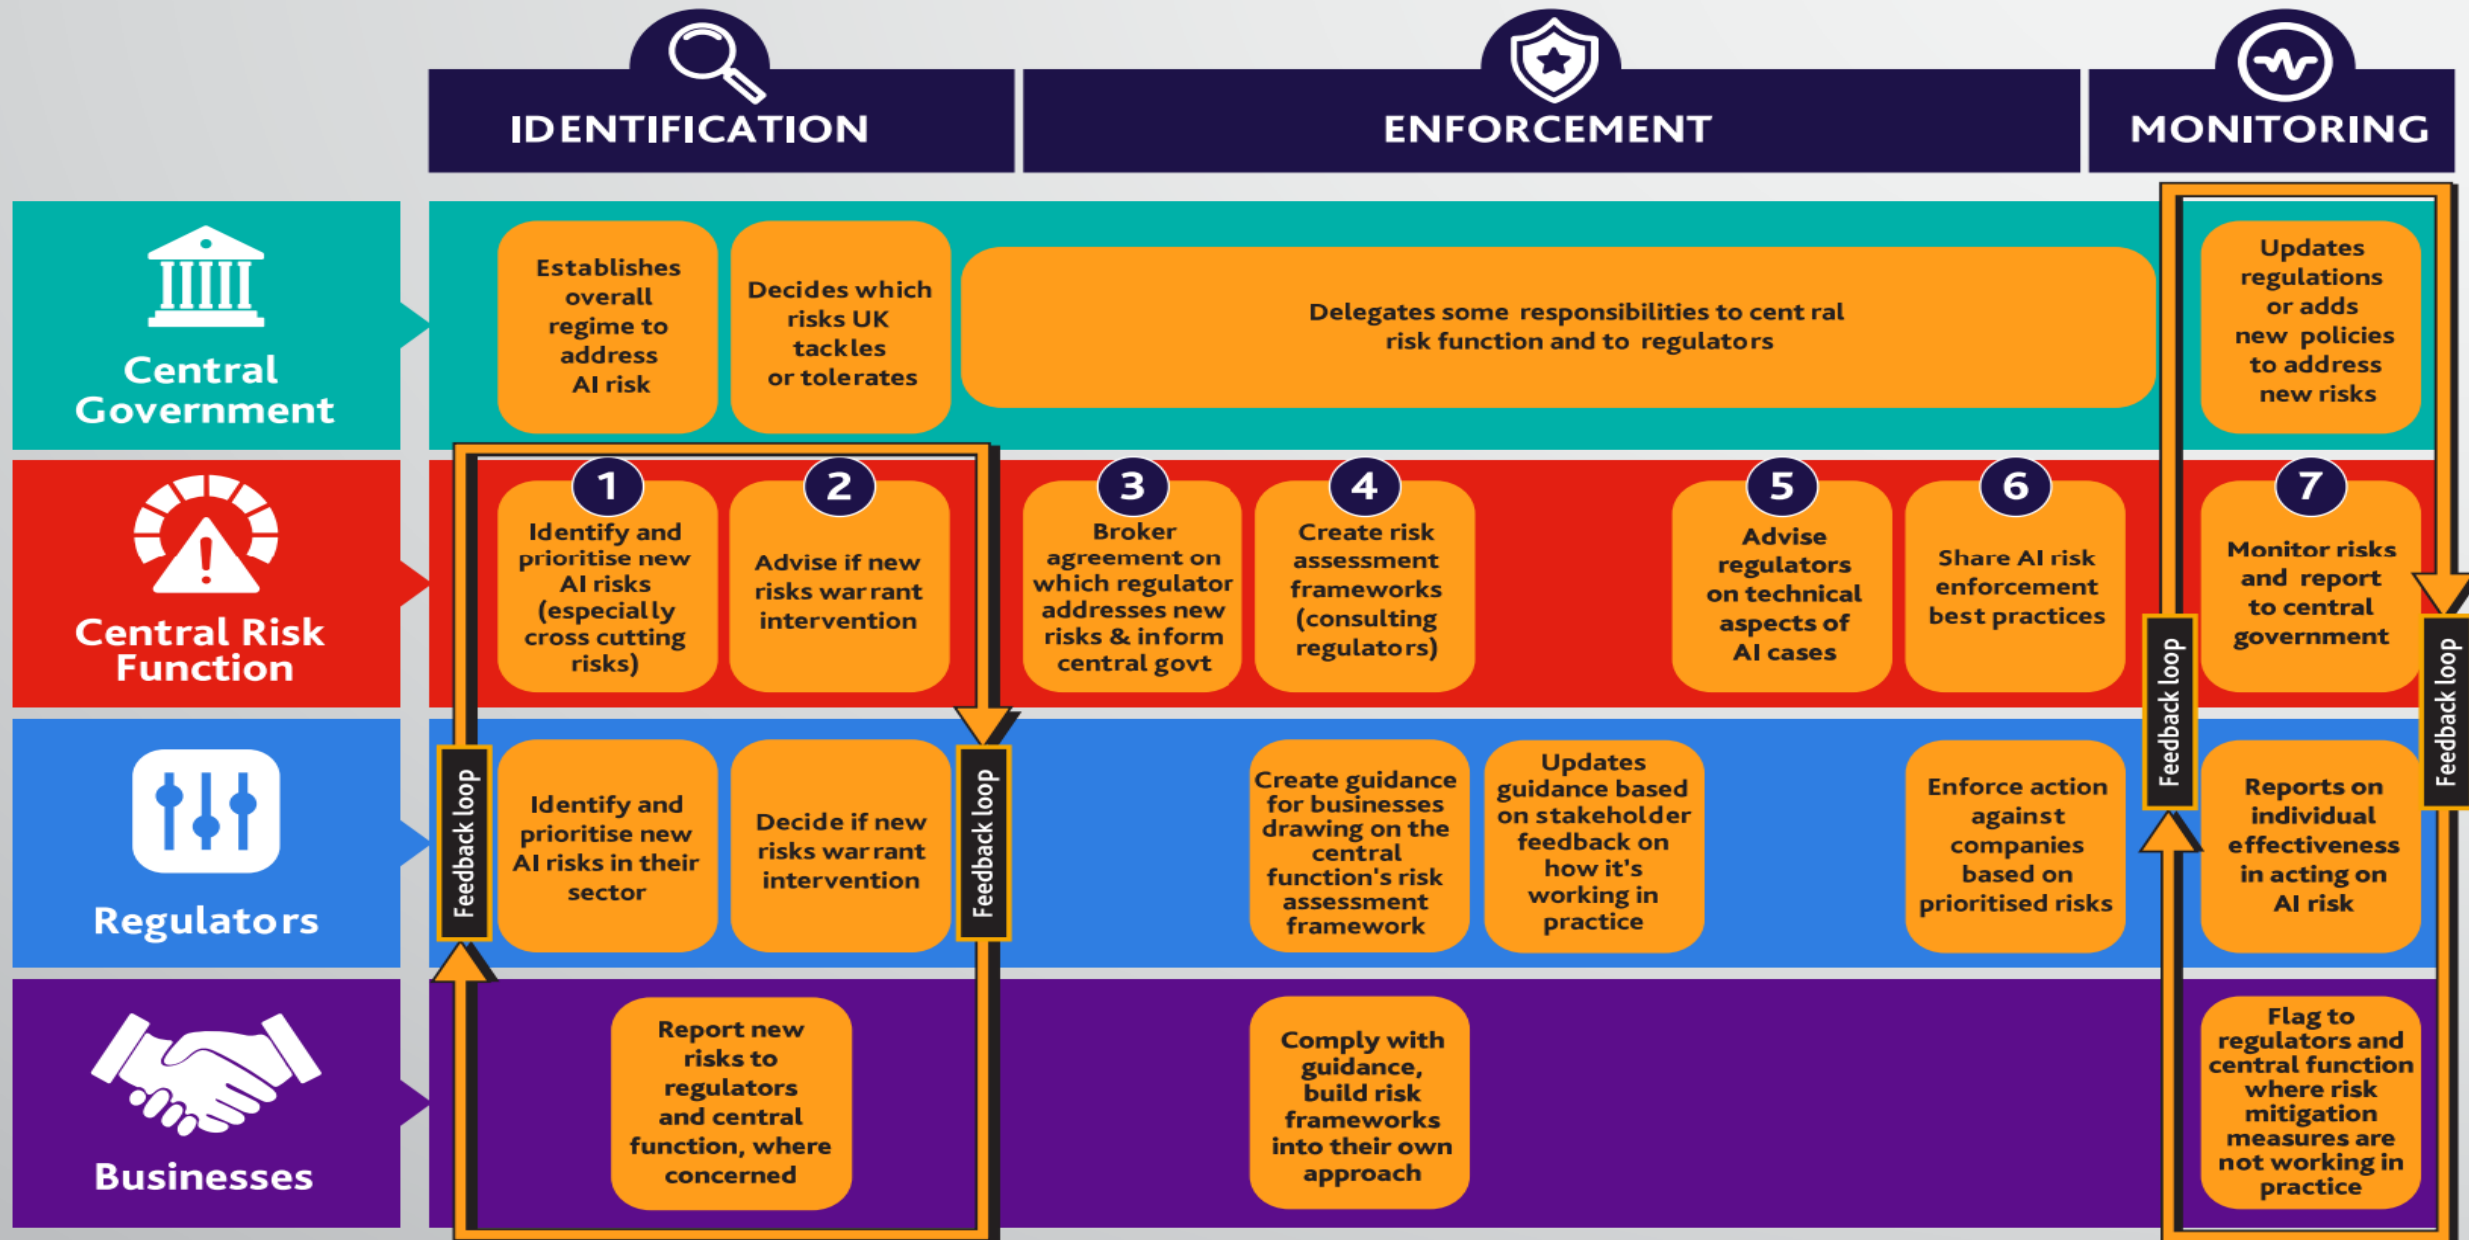 IDENTIFICATION
ENFORCEMENT
MONITORING
Central
Government
Establishes
overall
regime to
address
AI risk
Decides which
risks UK
tackles
or tolerates
Delegates some responsibilities to cent ral
risk function and to regulators
Updates
regulations
or adds
new policies
to address
new risks
Central Risk
Function
1
Identify and
prioritise new
AI risks
(especially
cross cutting
risks)
2
Advise if new
risks warrant
intervention
3
Broker
agreement on
which regulator
addresses new
risks & inform
central govt
4
Create risk
assessment
frameworks
(consulting
regulators)
5
Advise
regulators
on technical
aspects of
AI cases
6
Share AI risk
enforcement
best practices
7
Monitor risks
and report
to central
government
Feedback loop
Feedback loop
Regulators
Feedback loop
Identify and
prioritise new
AI risks in their
sector
Decide if new
risks warrant
intervention
Feedback loop
Create guidance
for businesses
drawing on the
central
function's risk
assessment
framework
Updates
guidance based
on stakeholder
feedback on
how it's
working in
practice
Enforce action
against
companies
based on
prioritised risks
Reports on
individual
effectiveness
in acting on
AI risk
Businesses
Report new
risks to
regulators
and central
function, where
concerned
Comply with
guidance,
build risk
frameworks
into their own
approach
Flag to
regulators and
central function
where risk
mitigation
measures are
not working in
practice